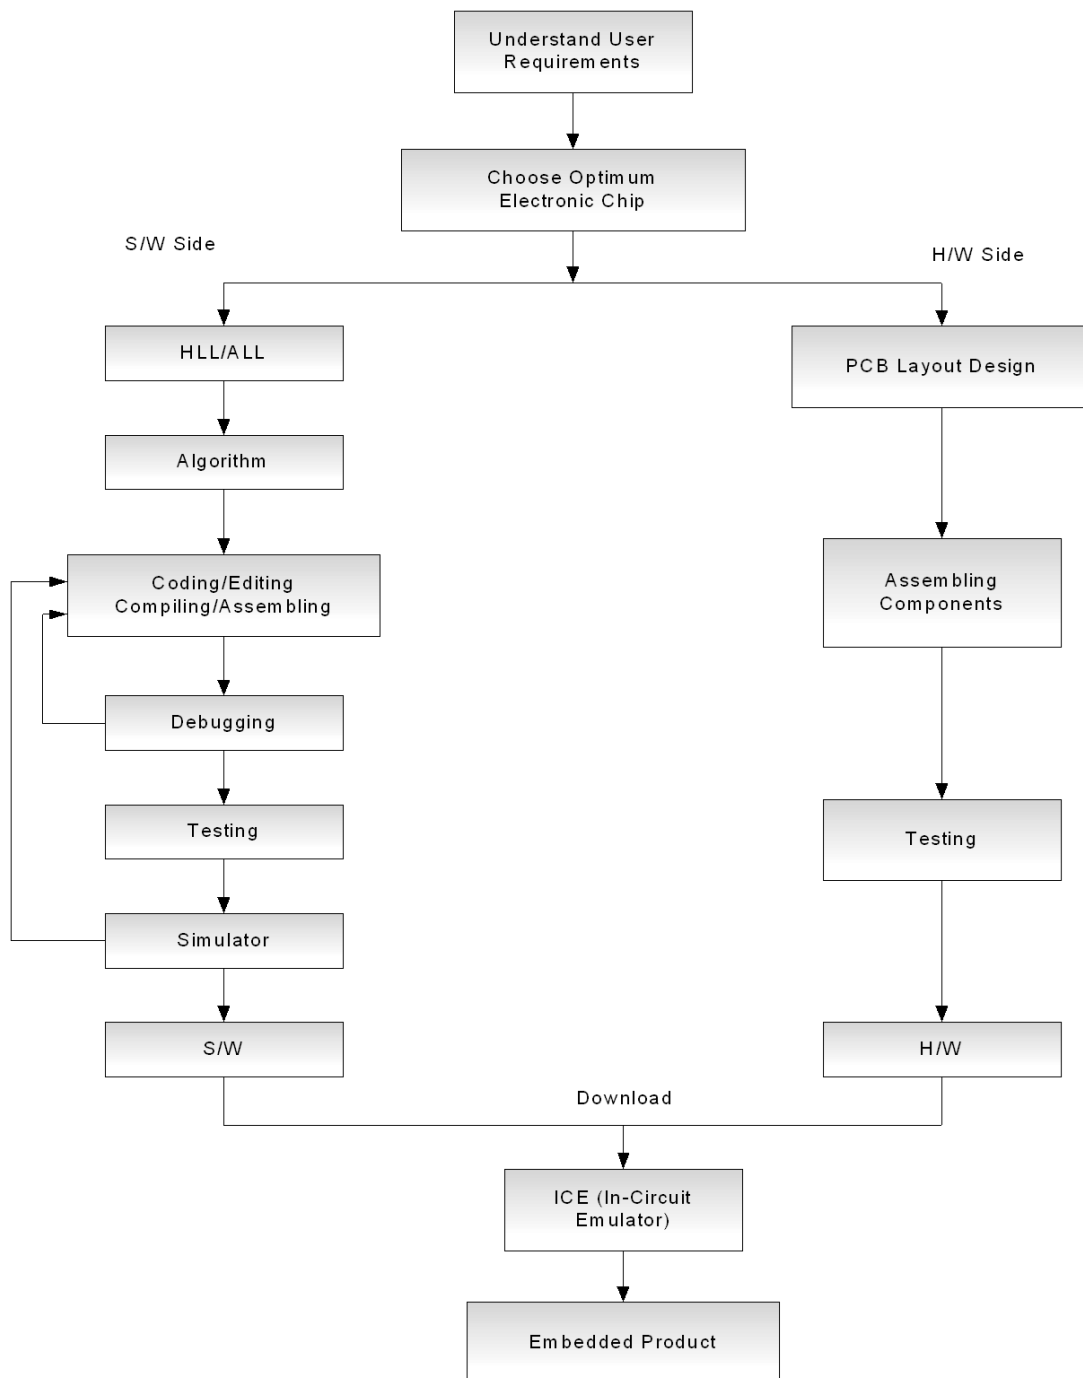 Understand User
Requirements
Choose Optimum
Electronic Chip
S/W Side
H/W Side
HLL/ALL
PCB Layout Design
Algorithm
Coding/Editing
Compiling/Assembling
Assembling
Components
Debugging
Testing
Testing
Simulator
S/W
H/W
Download
ICE (In-Circuit
Emulator)
Embedded Product